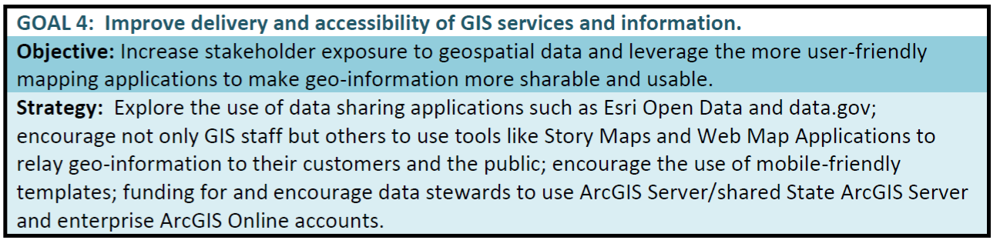 GOAL 4:  Improve delivery and accessibility of GIS services and information.
Objective: Increase stakeholder exposure to geospatial data and leverage the more user-friendly
mapping applications to make geo-information more sharable and usable.
Strategy:  Explore the use of data sharing applications such as Esri Open Data and data.gov;
encourage not only GIS staff but others to use tools like Story Maps and Web Map Applications to
relay geo-information to their customers and the public; encourage the use of mobile-friendly
templates; funding for and encourage data stewards to use ArcGIS Server/shared State ArcGIS Server
and enterprise ArcGIS Online accounts.